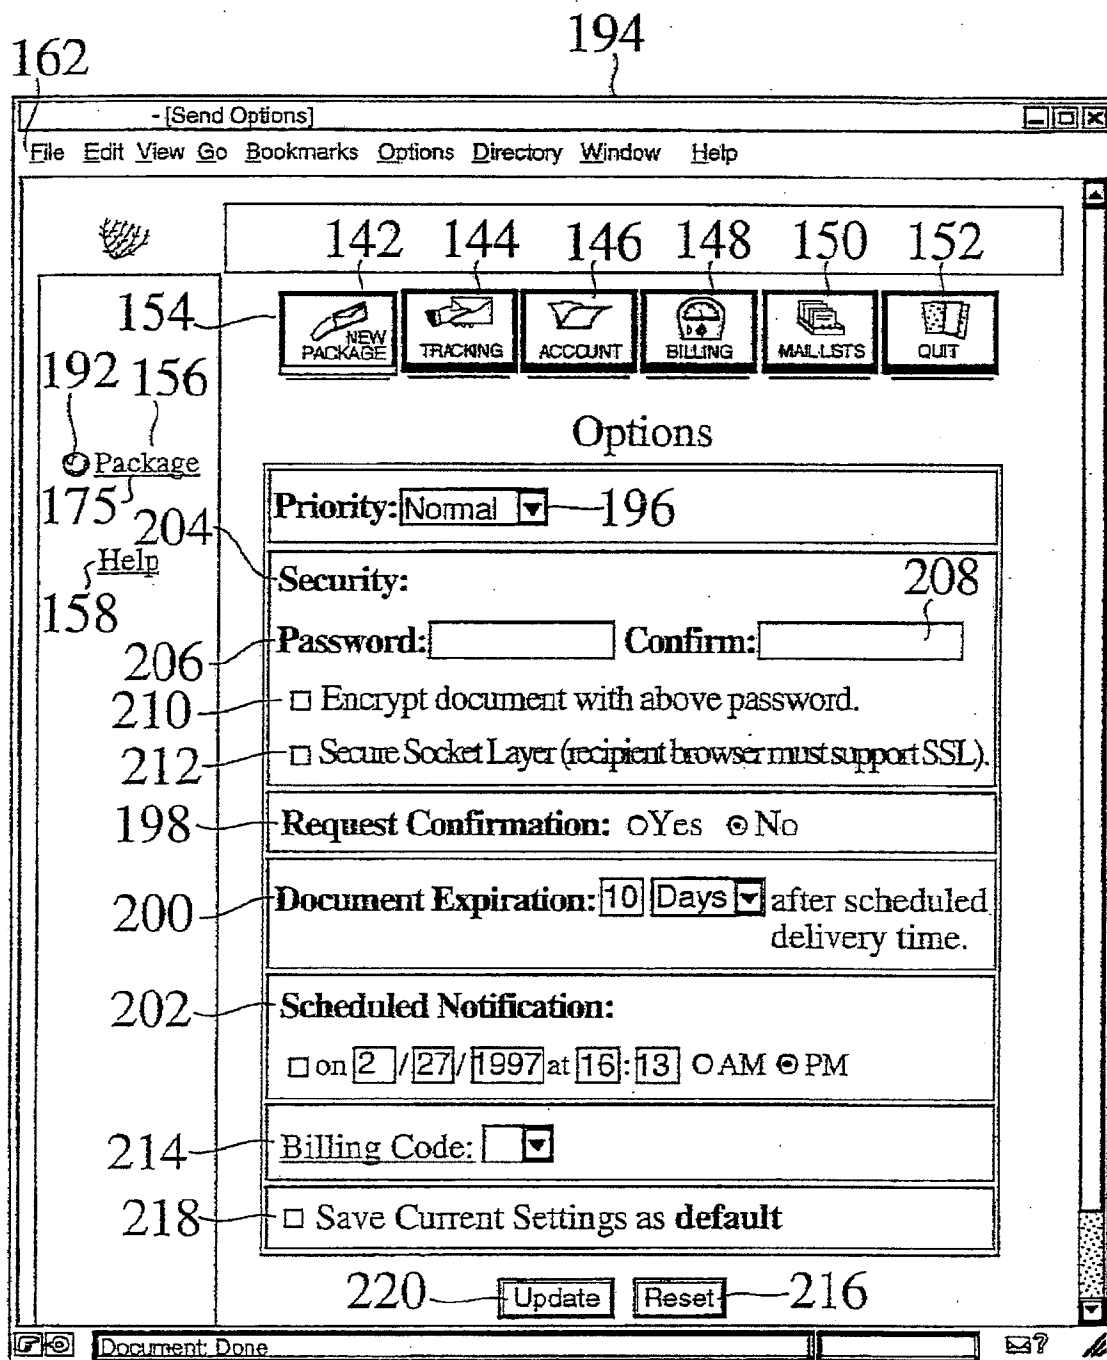 194
162
- [Send Options]
File Edit View Go Bookmarks Options Directory Window Help
142 144 146 148 150 152
154
NEW PACKAGE TRACKING ACCOUNT BILLING MAIL LISTS QUIT
192 156
Options
Package
175
Priority: Normal 196
204
Help
Security:
208
158
206 Password: Confirm:
210 Encrypt document with above password.
212 Secure Socket Layer (recipient browser must support SSL).
198 Request Confirmation: Yes No
200 Document Expiration: 10 Days after scheduled
delivery time.
202 Scheduled Notification:
on 2 / 27 / 1997 at 16 : 13 AM PM
214 Billing Code:
218 Save Current Settings as default
220 Update Reset 216
Document: Done
?